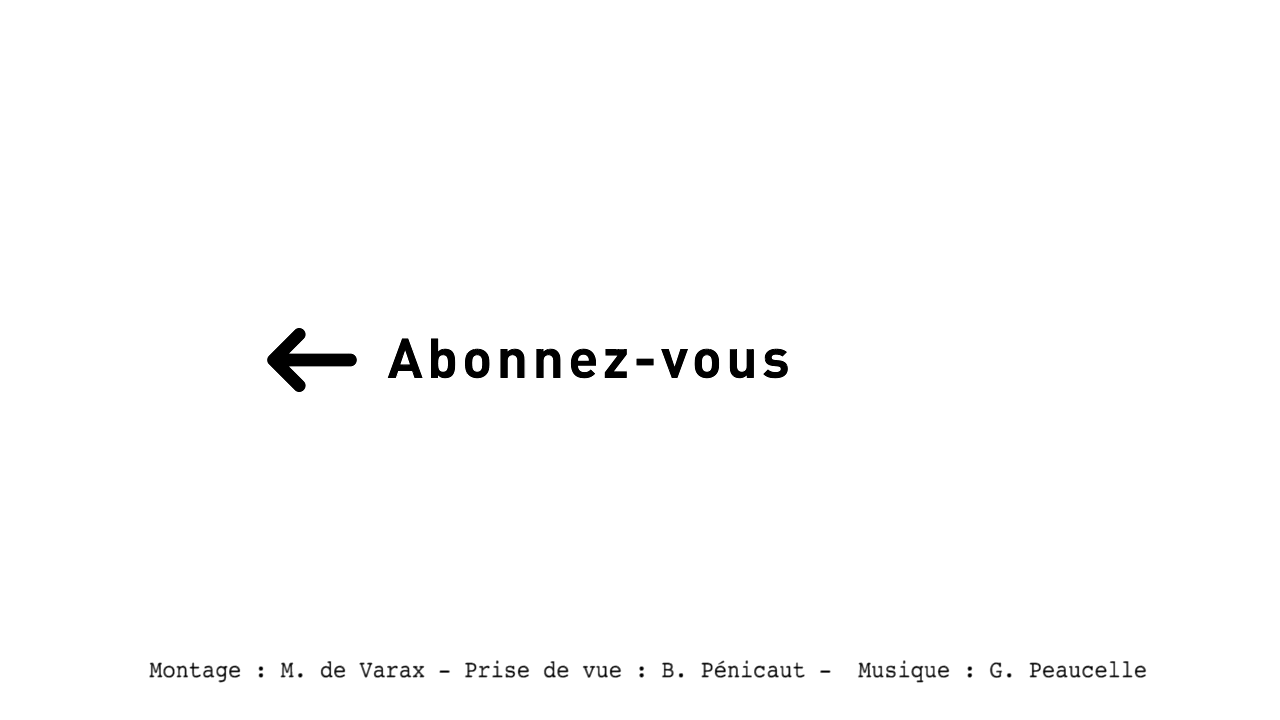 Abonnez-vous
Montage : M. de Varax - Prise de vue : B. Pénicaut - Musique : G. Peaucelle